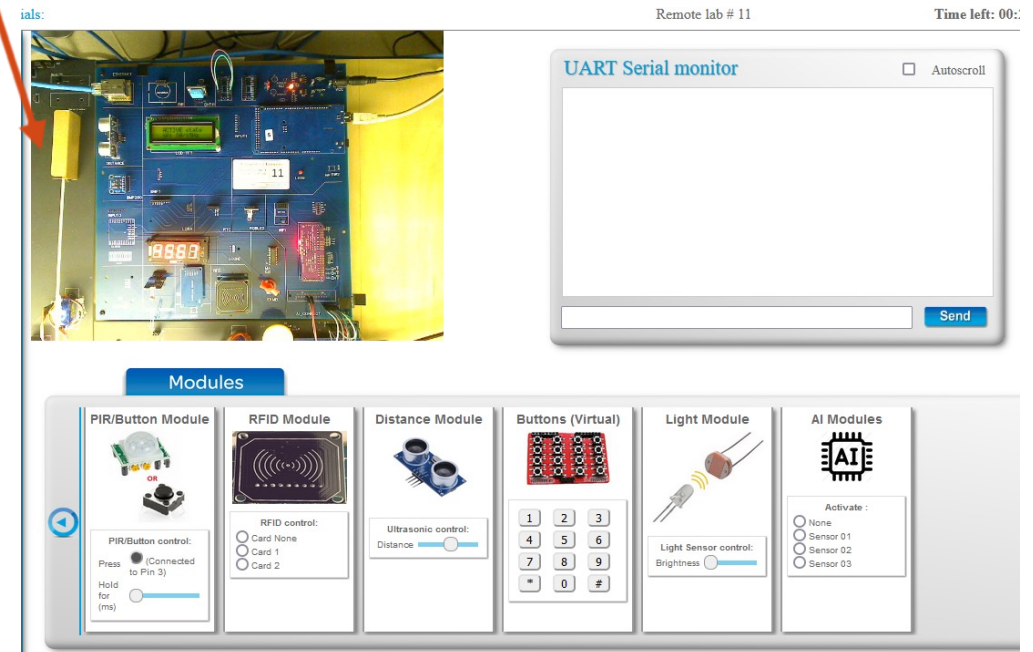 ials:
Remote lab # 11
Time left: 00:
UART Serial monitor
Autoscroll
11
DISTANCE
Send
Modules
PIR/Button Module
OR
PIR/Button control:
Press
(Connected to Pin 3)
Hold for (ms)
RFID Module
RFID control:
Card None
Card 1
Card 2
Distance Module
Ultrasonic control:
Distance
Buttons (Virtual)
1 2 3
4 5 6
7 8 9
* 0 #
Light Module
Light Sensor control:
Brightness
AI Modules
AI
Activate :
None
Sensor 01
Sensor 02
Sensor 03